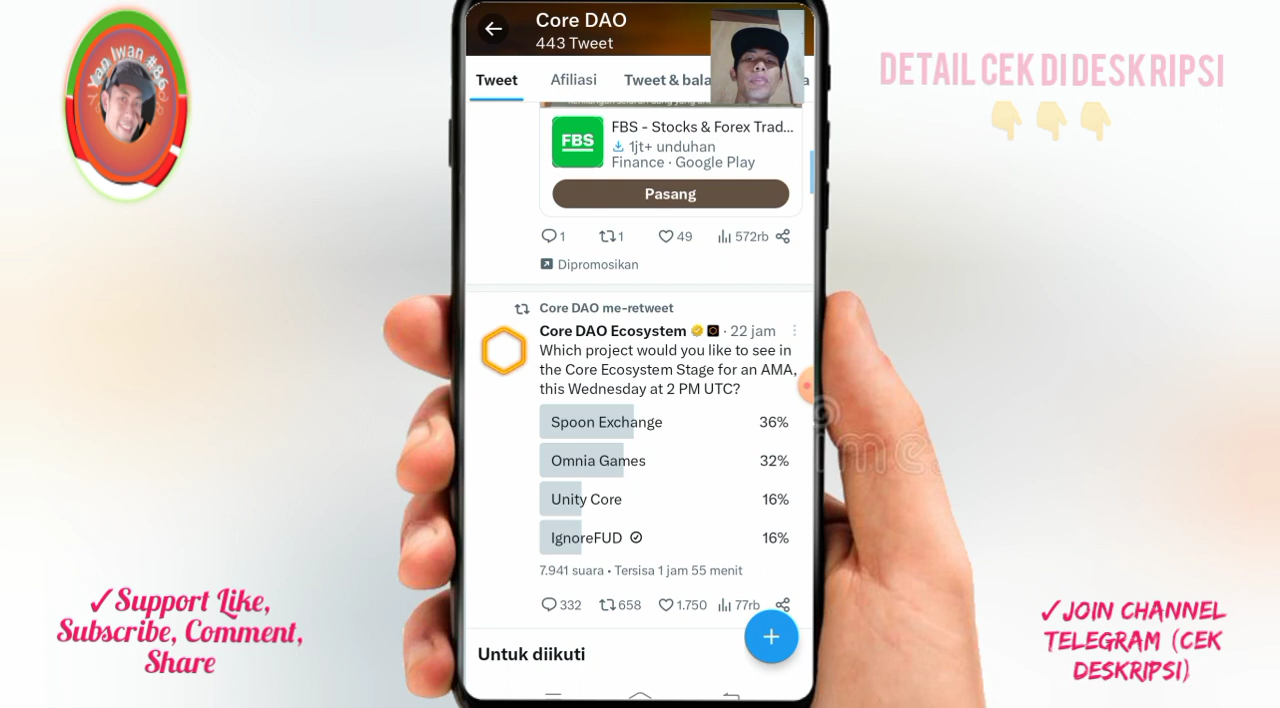 Yan Iwan #86
Core DAO
443 Tweet
Tweet
Afiliasi
Tweet & bala
DETAIL CEK DI DESKRIPSI
👇👇👇
FBS
FBS - Stocks & Forex Trad...
1jt+ unduhan
Finance · Google Play
Pasang
1
1
49
572rb
Dipromosikan
Core DAO me-retweet
Core DAO Ecosystem · 22 jam
Which project would you like to see in
the Core Ecosystem Stage for an AMA,
this Wednesday at 2 PM UTC?
Spoon Exchange 36%
Omnia Games 32%
Unity Core 16%
IgnoreFUD 16%
7.941 suara • Tersisa 1 jam 55 menit
332
658
1.750
77rb
Untuk diikuti
✓Support Like,
Subscribe, Comment,
Share
✓JOIN CHANNEL
TELEGRAM (CEK
DESKRIPSI)